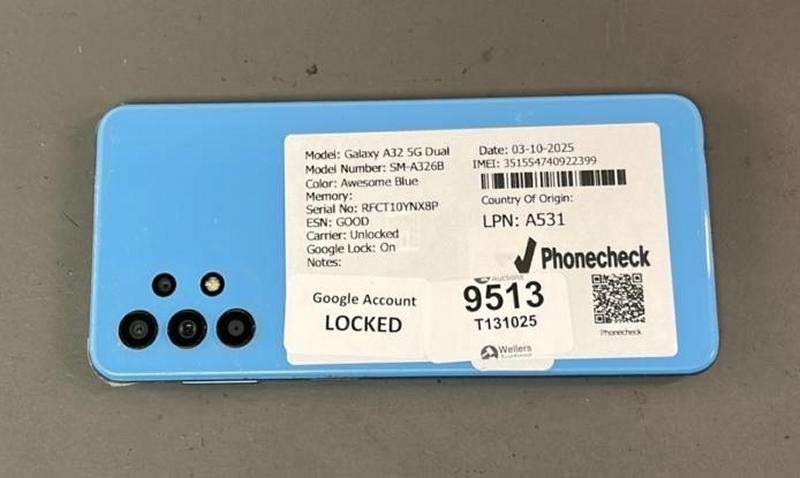 Model: Galaxy A32 5G Dual
Model Number: SM-A326B
Color: Awesome Blue
Memory:
Serial No: RFCT10YNX8P
ESN: GOOD
Carrier: Unlocked
Google Lock: On
Notes:
Date: 03-10-2025
IMEI: 351554740922399
Country Of Origin:
LPN: A531
Phonecheck
Phonecheck
Google Account
LOCKED
Auctions
9513
T131025
Wellers